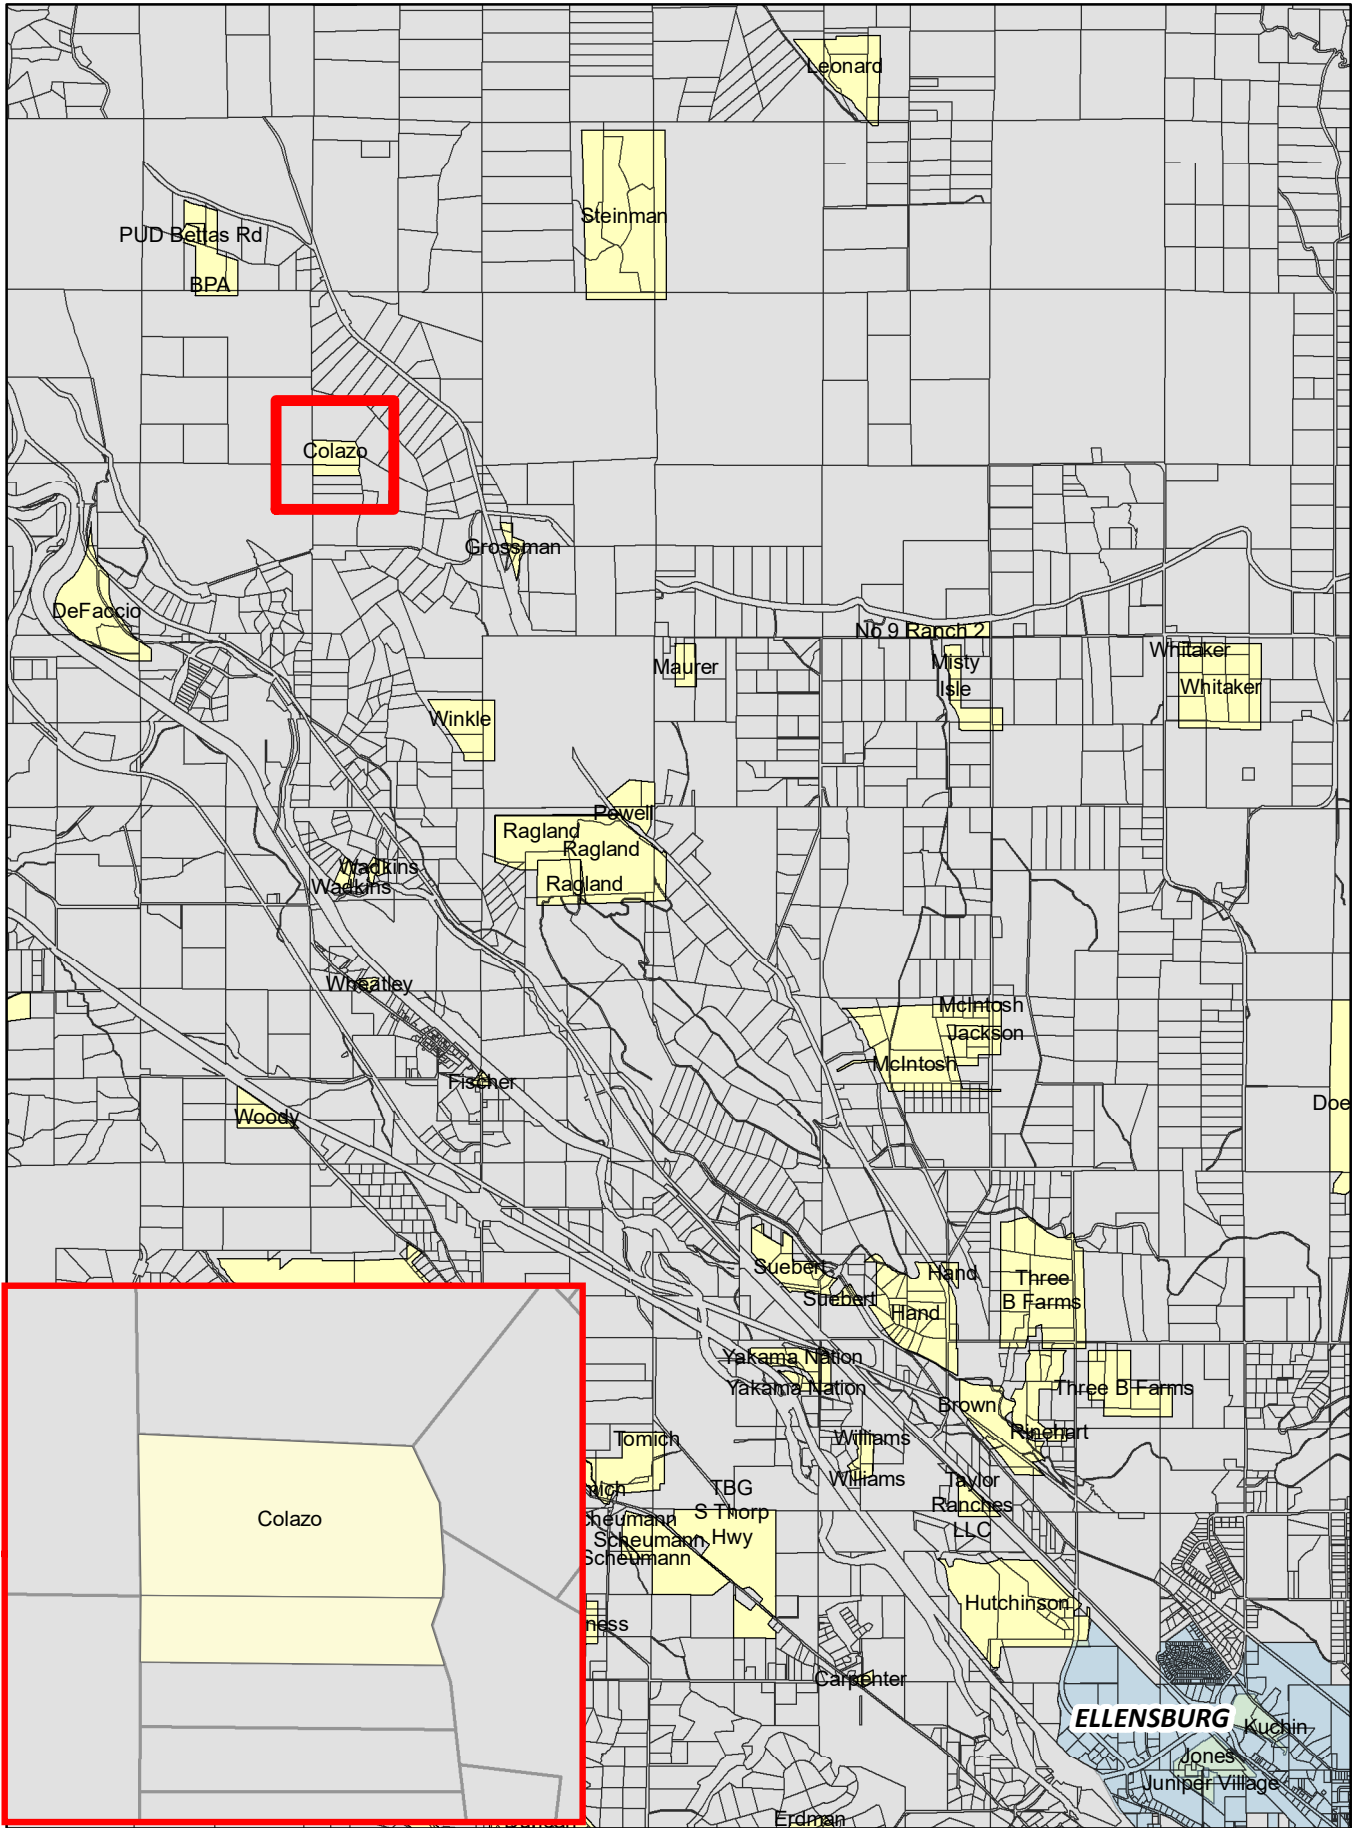 Leonard
Steinman
PUD Bettas Rd
BPA
Colazo
Grossman
DeFaccio
No 9 Ranch 2
Maurer
Misty
Isle
Whitaker
Whitaker
Winkle
Powell
Ragland
Ragland
Ragland
Wadkins
Wadkins
Wheatley
McIntosh
Jackson
McIntosh
Fischer
Woody
Doe
Suebert
Suebert
Hand
Hand
Three
B Farms
Yakama Nation
Yakama Nation
Three B Farms
Brown
Rinehart
Tomich
mich
Williams
Williams
TBG
S Thorp
Hwy
Taylor
Ranches
LLC
cheumann
Scheumann
Scheumann
Colazo
Hutchinson
ness
Carpenter
ELLENSBURG
Kuchin
Jones
Juniper Village
Erdman